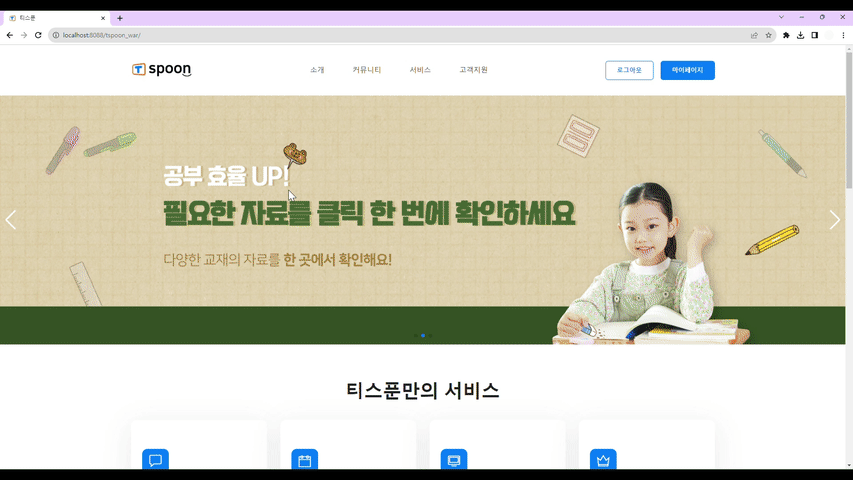 티스푼
localhost:8088/tspoon_war/
T spoon
소개
커뮤니티
서비스
고객지원
로그아웃
마이페이지
공부 효율 UP!
필요한 자료를 클릭 한 번에 확인하세요
다양한 교재의 자료를 한 곳에서 확인해요!
티스푼만의 서비스